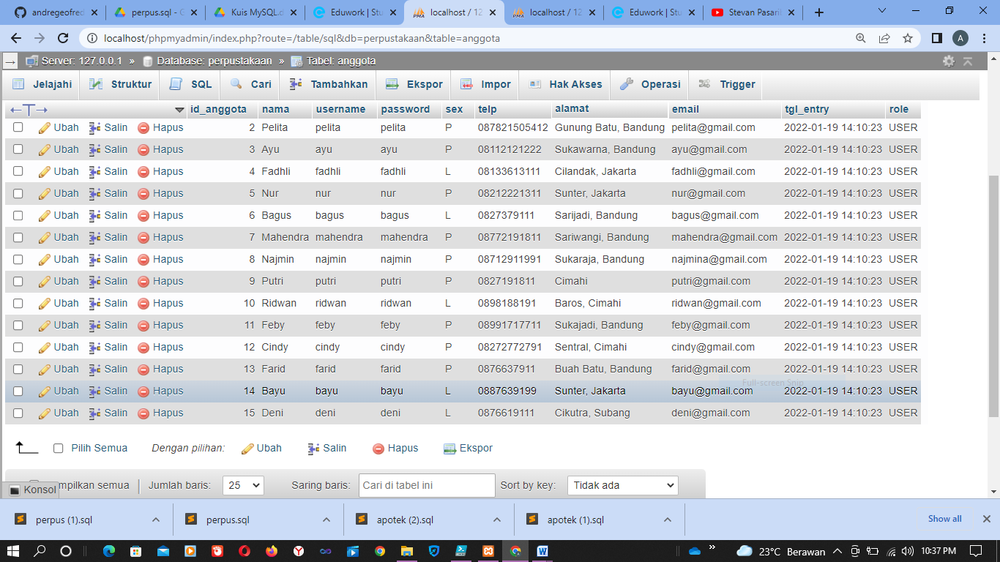 andregeofred
perpus.sql - G
Kuis MySQL.d
Eduwork | Stu
localhost / 12
localhost / 12
Eduwork | Stu
Stevan Pasarib
localhost/phpmyadmin/index.php?route=/table/sql&db=perpustakaan&table=anggota
A
Server: 127.0.0.1 » Database: perpustakaan » Tabel: anggota
Jelajahi Struktur SQL Cari Tambahkan Ekspor Impor Hak Akses Operasi Trigger
id_anggota nama username password sex telp alamat email tgl_entry role
Ubah Salin Hapus 2 Pelita pelita pelita P 087821505412 Gunung Batu, Bandung pelita@gmail.com 2022-01-19 14:10:23 USER
Ubah Salin Hapus 3 Ayu ayu ayu P 08112121222 Sukawarna, Bandung ayu@gmail.com 2022-01-19 14:10:23 USER
Ubah Salin Hapus 4 Fadhli fadhli fadhli L 08133613111 Cilandak, Jakarta fadhli@gmail.com 2022-01-19 14:10:23 USER
Ubah Salin Hapus 5 Nur nur nur P 08212221311 Sunter, Jakarta nur@gmail.com 2022-01-19 14:10:23 USER
Ubah Salin Hapus 6 Bagus bagus bagus L 0827379111 Sarijadi, Bandung bagus@gmail.com 2022-01-19 14:10:23 USER
Ubah Salin Hapus 7 Mahendra mahendra mahendra P 08772191811 Sariwangi, Bandung mahendra@gmail.com 2022-01-19 14:10:23 USER
Ubah Salin Hapus 8 Najmin najmin najmin P 08712911991 Sukaraja, Bandung najmina@gmail.com 2022-01-19 14:10:23 USER
Ubah Salin Hapus 9 Putri putri putri P 0827191811 Cimahi putri@gmail.com 2022-01-19 14:10:23 USER
Ubah Salin Hapus 10 Ridwan ridwan ridwan L 0898188191 Baros, Cimahi ridwan@gmail.com 2022-01-19 14:10:23 USER
Ubah Salin Hapus 11 Feby feby feby P 08991717711 Sukajadi, Bandung feby@gmail.com 2022-01-19 14:10:23 USER
Ubah Salin Hapus 12 Cindy cindy cindy P 08272772791 Sentral, Cimahi cindy@gmail.com 2022-01-19 14:10:23 USER
Ubah Salin Hapus 13 Farid farid farid P 0876637911 Buah Batu, Bandung farid@gmail.com 2022-01-19 14:10:23 USER
Full-screen Snip
Ubah Salin Hapus 14 Bayu bayu bayu L 0887639199 Sunter, Jakarta bayu@gmail.com 2022-01-19 14:10:23 USER
Ubah Salin Hapus 15 Deni deni deni L 0876619111 Cikutra, Subang deni@gmail.com 2022-01-19 14:10:23 USER
Pilih Semua Dengan pilihan: Ubah Salin Hapus Ekspor
mpilkan semua Jumlah baris: 25 Saring baris: Cari di tabel ini Sort by key: Tidak ada
Konsol
perpus (1).sql perpus.sql apotek (2).sql apotek (1).sql Show all
23°C Berawan 10:37 PM